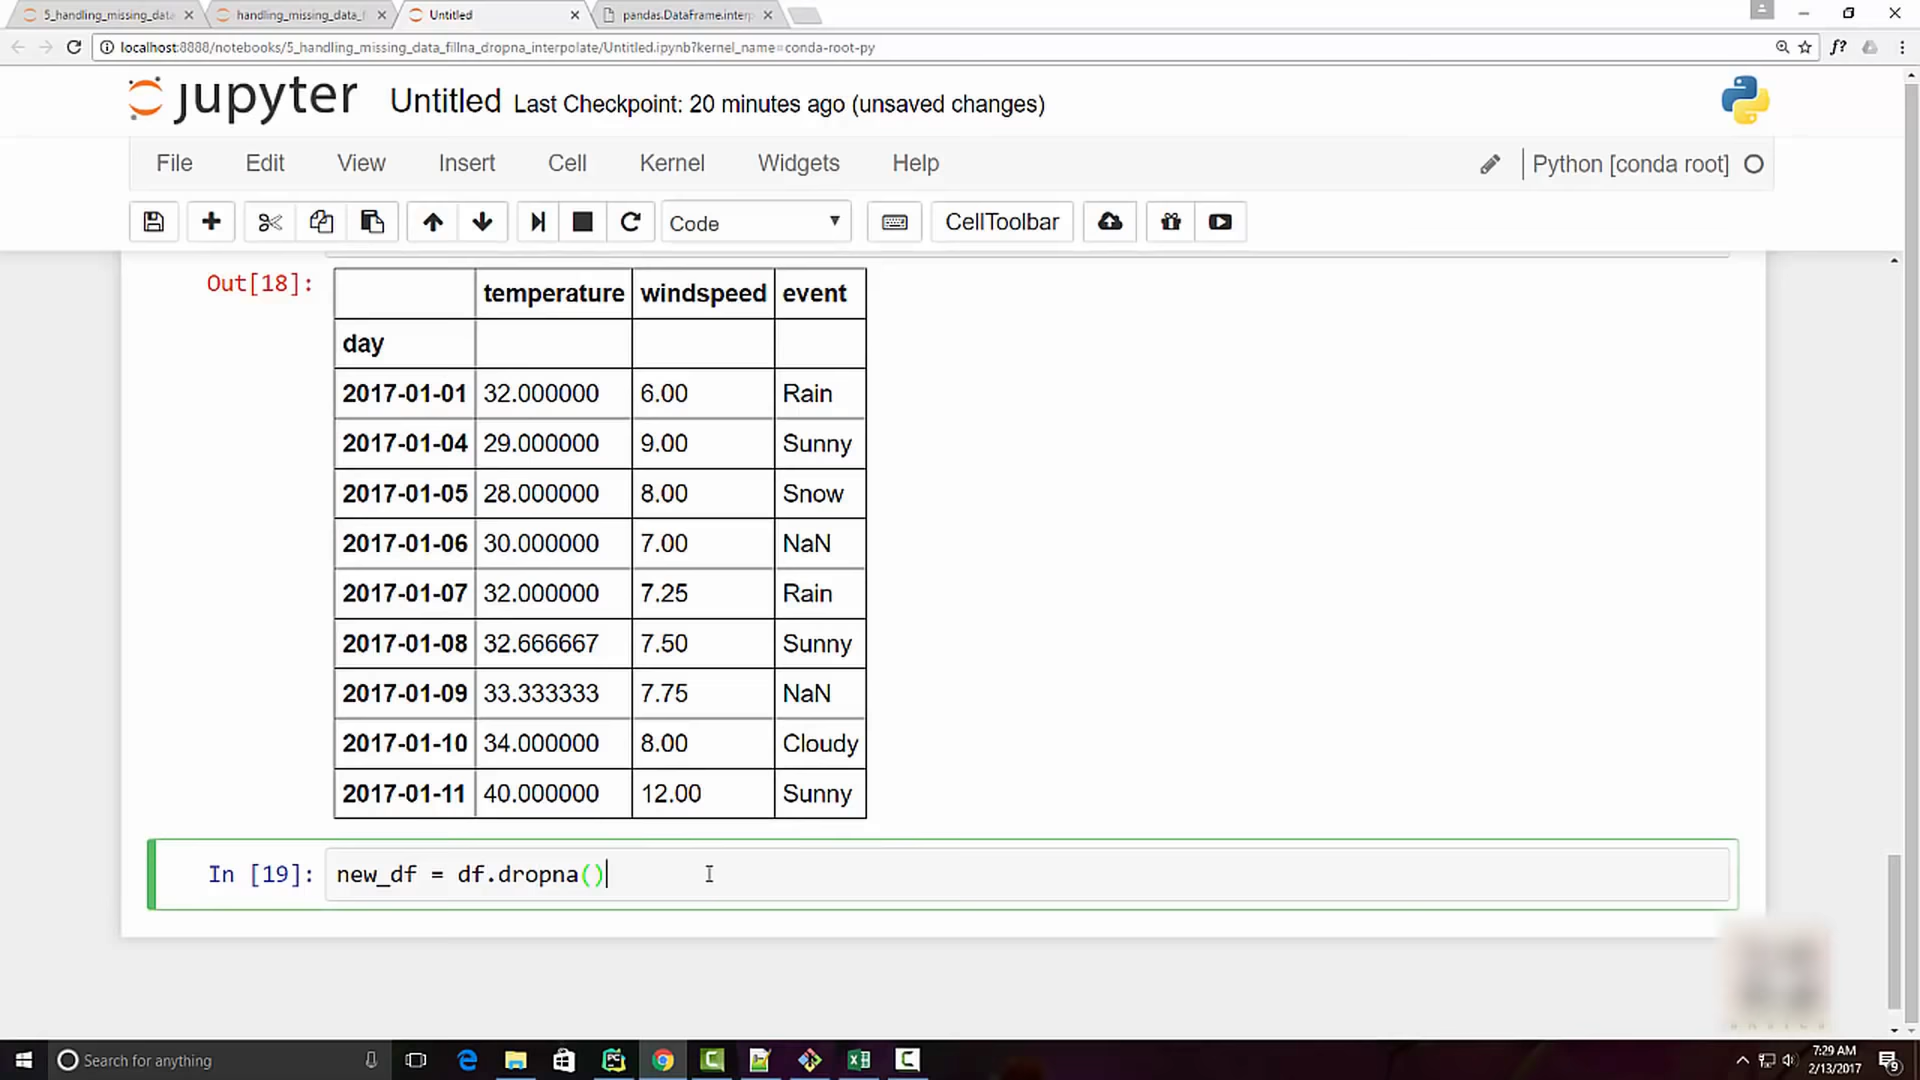 5_handling_missing_data
handling_missing_data_f
Untitled
pandas.DataFrame.interp
localhost:8888/notebooks/5_handling_missing_data_fillna_dropna_interpolate/Untitled.ipynb?kernel_name=conda-root-py
f?
jupyter Untitled Last Checkpoint: 20 minutes ago (unsaved changes)
File Edit View Insert Cell Kernel Widgets Help Python [conda root]
Code CellToolbar
Out[18]:
temperature windspeed event
day
2017-01-01 32.000000 6.00 Rain
2017-01-04 29.000000 9.00 Sunny
2017-01-05 28.000000 8.00 Snow
2017-01-06 30.000000 7.00 NaN
2017-01-07 32.000000 7.25 Rain
2017-01-08 32.666667 7.50 Sunny
2017-01-09 33.333333 7.75 NaN
2017-01-10 34.000000 8.00 Cloudy
2017-01-11 40.000000 12.00 Sunny
In [19]: new_df = df.dropna()
Search for anything
PC
7:29 AM
2/13/2017
9